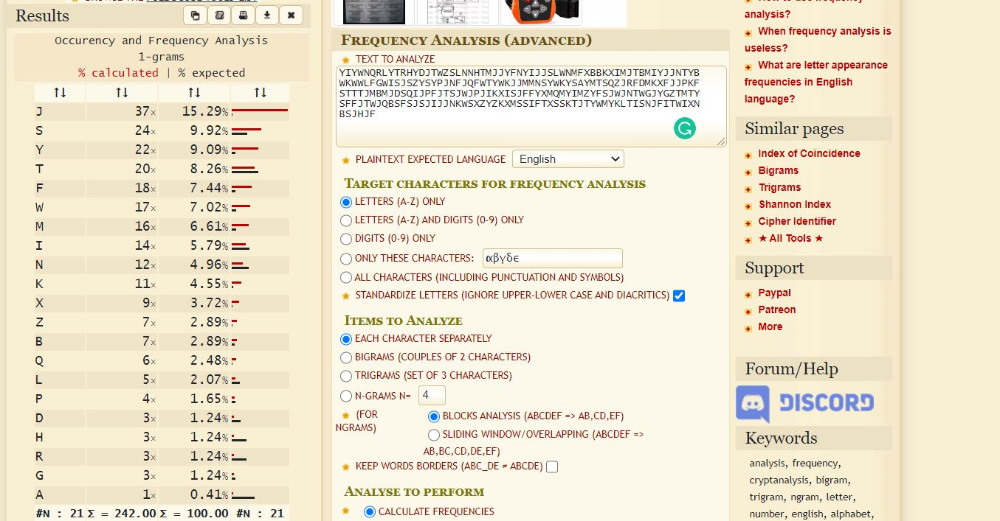 Results
Occurency and Frequency Analysis
1-grams
% calculated | % expected
↑↓ ↑↓ ↑↓ ↑↓
J 37× 15.29%
S 24× 9.92%
Y 22× 9.09%
T 20× 8.26%
F 18× 7.44%
W 17× 7.02%
M 16× 6.61%
I 14× 5.79%
N 12× 4.96%
K 11× 4.55%
X 9× 3.72%
Z 7× 2.89%
B 7× 2.89%
Q 6× 2.48%
L 5× 2.07%
P 4× 1.65%
D 3× 1.24%
H 3× 1.24%
R 3× 1.24%
G 3× 1.24%
A 1× 0.41%
#N : 21 Σ = 242.00 Σ = 100.00 #N : 21
Frequency Analysis (advanced)
TEXT TO ANALYZE
YIYWNQRLYTRHYDJTWZSLNNHTMJJYFNYIJJSLWNMFXBBKXIMJTBMIYJJNTYB
WKWWLFGWISJSZYSYPJNFJQFWTYWKJJMMNSYWKYSAYMTSQZJRFDMKXFJJPKF
STTTJMBMJDSQIJPFJTSJWJPJIKXISJFFYXMQMYIMZYFSJWJNTWGJYGZTMTY
SFFJTWJQBSFSJSJIJJNKWSXZYZKXMSSIFTXSSKTJTYWMYKLTISNJFITWIXN
BSJHJF
PLAINTEXT EXPECTED LANGUAGE English
Target characters for frequency analysis
LETTERS (A-Z) ONLY
LETTERS (A-Z) AND DIGITS (0-9) ONLY
DIGITS (0-9) ONLY
ONLY THESE CHARACTERS: αβγδϵ
ALL CHARACTERS (INCLUDING PUNCTUATION AND SYMBOLS)
STANDARDIZE LETTERS (IGNORE UPPER-LOWER CASE AND DIACRITICS)
Items to Analyze
EACH CHARACTER SEPARATELY
BIGRAMS (COUPLES OF 2 CHARACTERS)
TRIGRAMS (SET OF 3 CHARACTERS)
N-GRAMS N= 4
(FOR
NGRAMS)
BLOCKS ANALYSIS (ABCDEF => AB,CD,EF)
SLIDING WINDOW/OVERLAPPING (ABCDEF =>
AB,BC,CD,DE,EF)
KEEP WORDS BORDERS (ABC_DE ≠ ABCDE)
Analyse to perform
CALCULATE FREQUENCIES
analysis?
When frequency analysis is
useless?
What are letter appearance
frequencies in English
language?
Similar pages
Index of Coincidence
Bigrams
Trigrams
Shannon Index
Cipher Identifier
★ All Tools ★
Support
Paypal
Patreon
More
Forum/Help
DISCORD
Keywords
analysis, frequency,
cryptanalysis, bigram,
trigram, ngram, letter,
number, english, alphabet,